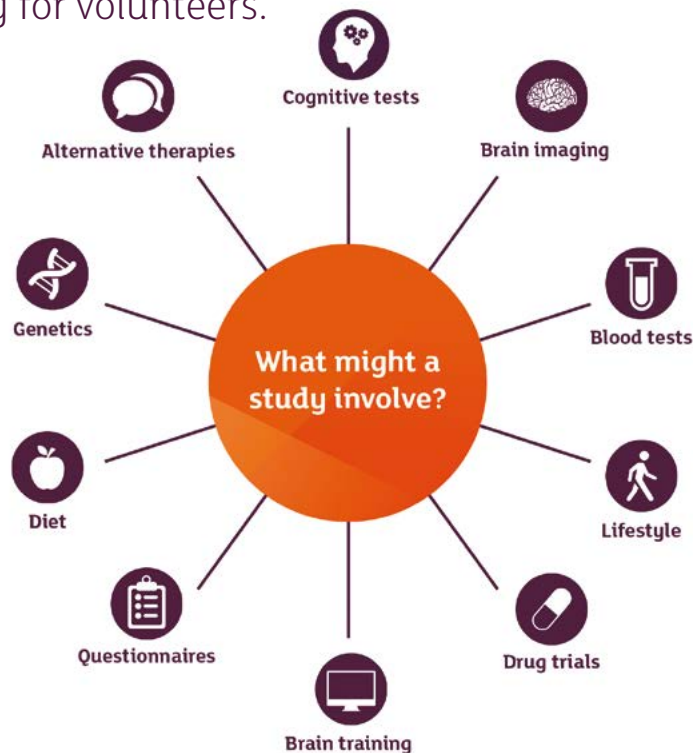 g for volunteers.
Cognitive tests
Alternative therapies
Brain imaging
Genetics
Blood tests
What might a
study involve?
Diet
Lifestyle
Questionnaires
Drug trials
Brain training